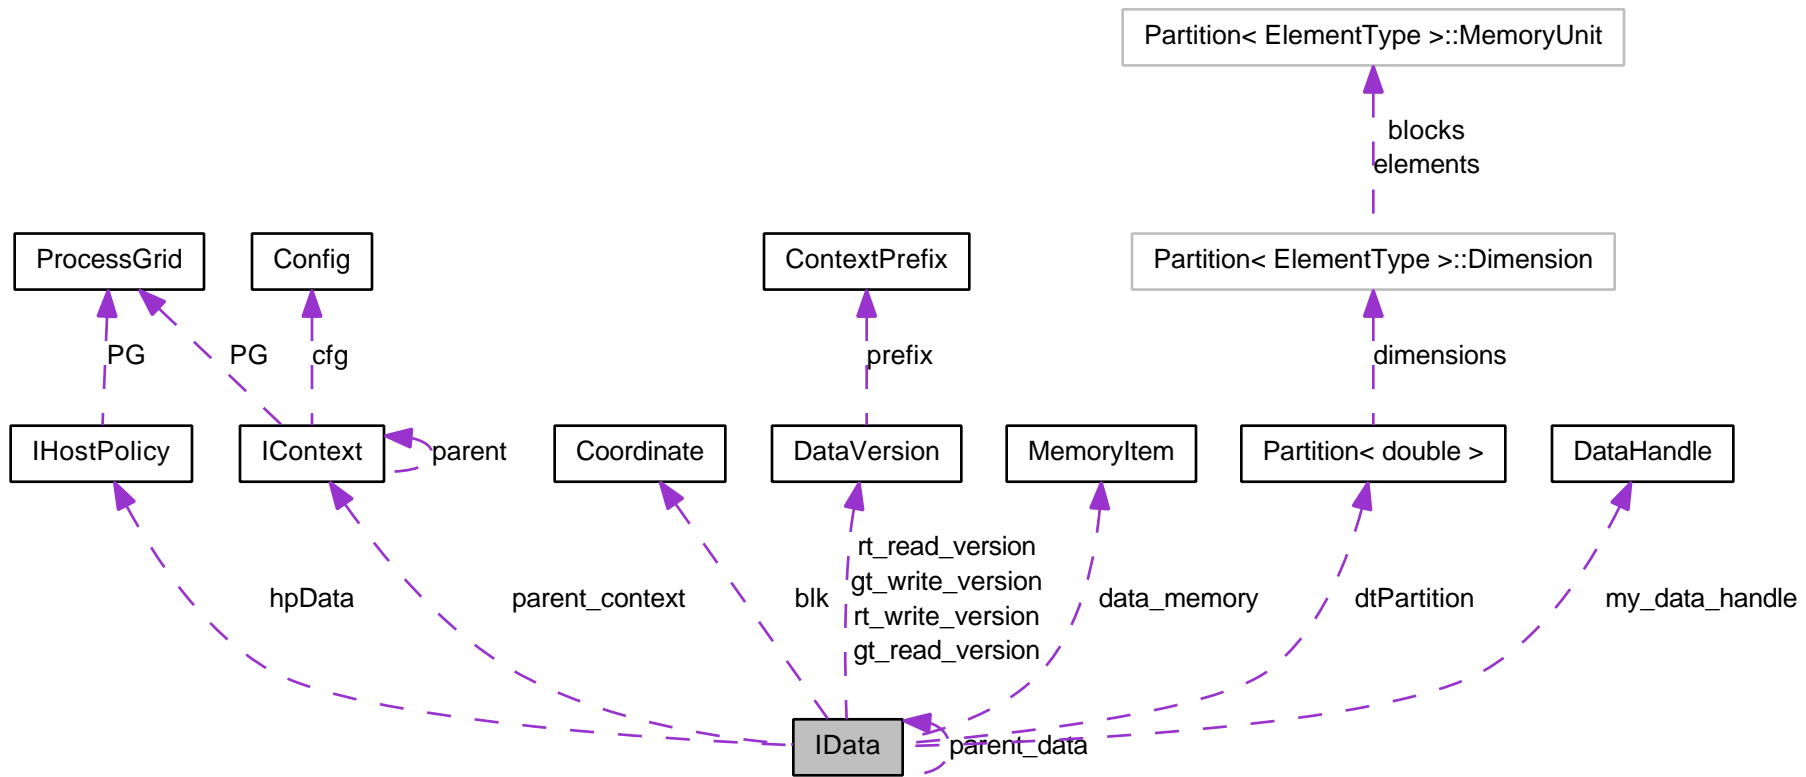 Partition< ElementType >::MemoryUnit
blocks
elements
ProcessGrid
Config
ContextPrefix
Partition< ElementType >::Dimension
PG
PG
cfg
prefix
dimensions
IHostPolicy
IContext
parent
Coordinate
DataVersion
MemoryItem
Partition< double >
DataHandle
hpData
parent_context
blk
rt_read_version
gt_write_version
rt_write_version
gt_read_version
data_memory
dtPartition
my_data_handle
IData
parent_data